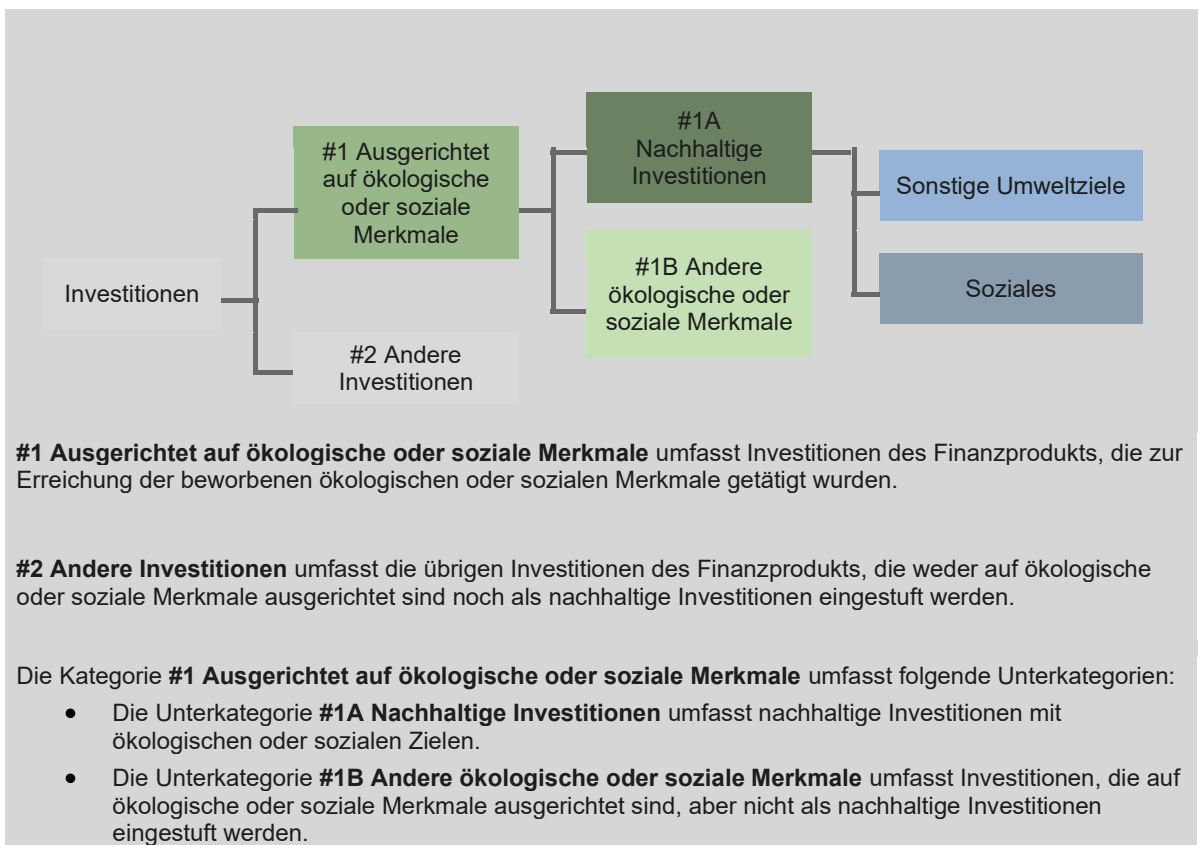 #1A
Nachhaltige
Investitionen
#1 Ausgerichtet
auf ökologische
oder soziale
Merkmale
Sonstige Umweltziele
#1B Andere
ökologische oder
soziale Merkmale
Soziales
Investitionen
#2 Andere
Investitionen
#1 Ausgerichtet auf ökologische oder soziale Merkmale umfasst Investitionen des Finanzprodukts, die zur
Erreichung der beworbenen ökologischen oder sozialen Merkmale getätigt wurden.
#2 Andere Investitionen umfasst die übrigen Investitionen des Finanzprodukts, die weder auf ökologische
oder soziale Merkmale ausgerichtet sind noch als nachhaltige Investitionen eingestuft werden.
Die Kategorie #1 Ausgerichtet auf ökologische oder soziale Merkmale umfasst folgende Unterkategorien:
• Die Unterkategorie #1A Nachhaltige Investitionen umfasst nachhaltige Investitionen mit
ökologischen oder sozialen Zielen.
• Die Unterkategorie #1B Andere ökologische oder soziale Merkmale umfasst Investitionen, die auf
ökologische oder soziale Merkmale ausgerichtet sind, aber nicht als nachhaltige Investitionen
eingestuft werden.